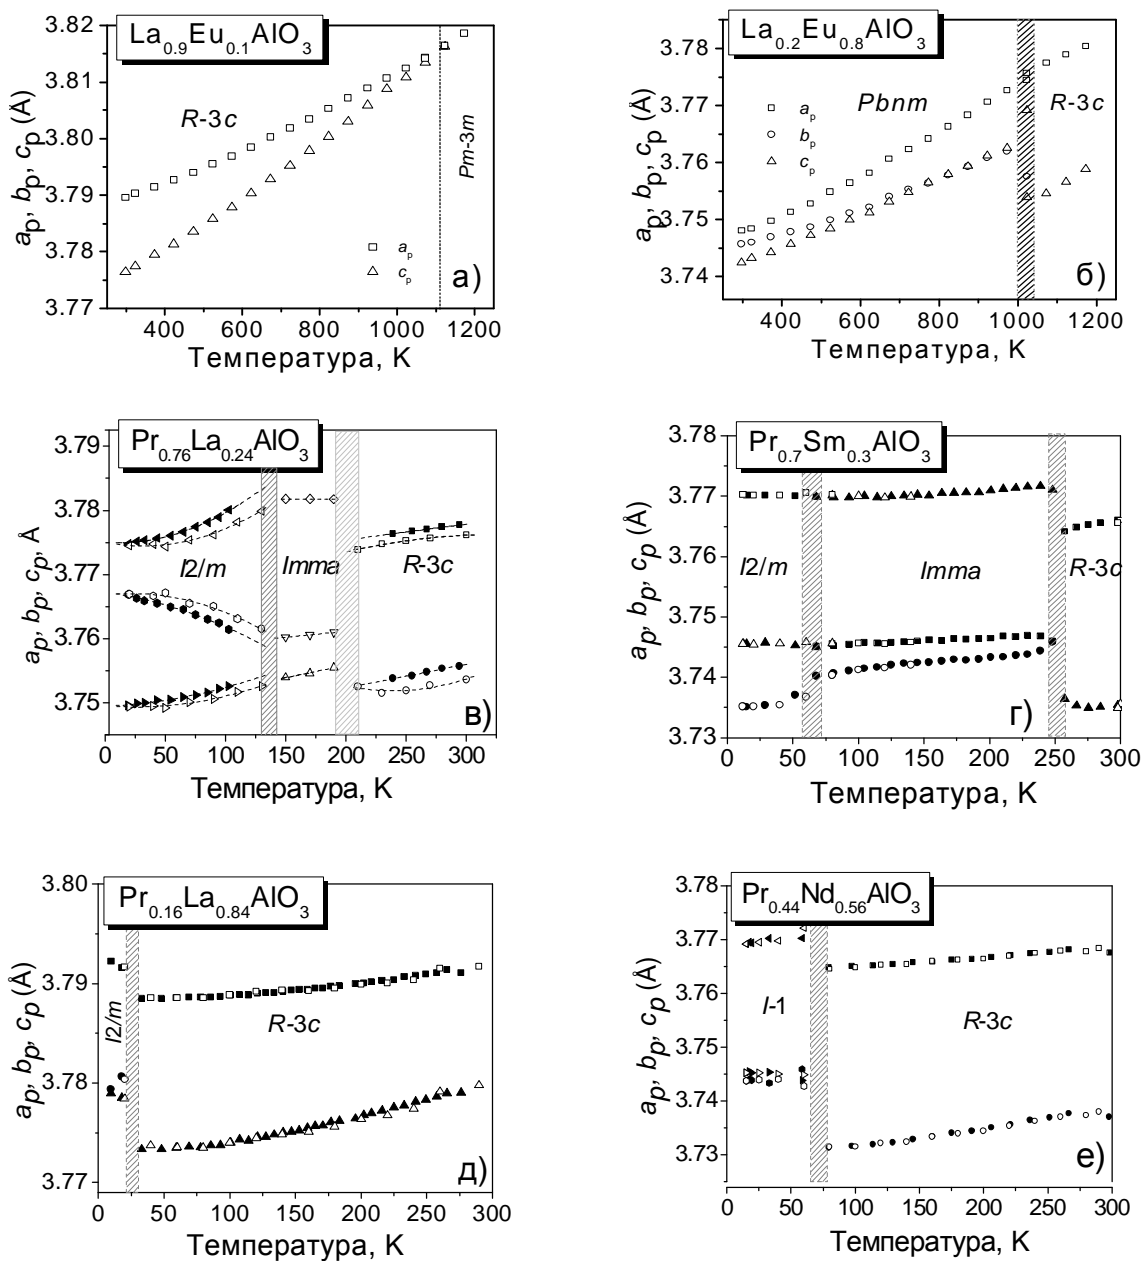 La0.9Eu0.1AlO3
3.82
3.81
3.80
3.79
3.78
3.77
ap, bp, cp (Å)
R-3c
Pm-3m
ap
cp
а)
400 600 800 1000 1200
Температура, K
La0.2Eu0.8AlO3
3.78
3.77
3.76
3.75
3.74
ap, bp, cp (Å)
ap
bp
cp
Pbnm
R-3c
б)
400 600 800 1000 1200
Температура, K
Pr0.76La0.24AlO3
3.79
3.78
3.77
3.76
3.75
ap, bp, cp, Å
I2/m
Imma
R-3c
в)
0 50 100 150 200 250 300
Температура, K
Pr0.7Sm0.3AlO3
3.78
3.77
3.76
3.75
3.74
3.73
ap, bp, cp (Å)
I2/m
Imma
R-3c
г)
0 50 100 150 200 250 300
Температура, K
Pr0.16La0.84AlO3
3.80
3.79
3.78
3.77
ap, bp, cp (Å)
I2/m
R-3c
д)
0 50 100 150 200 250 300
Температура, K
Pr0.44Nd0.56AlO3
3.78
3.77
3.76
3.75
3.74
3.73
ap, bp, cp (Å)
I-1
R-3c
е)
0 50 100 150 200 250 300
Температура, K